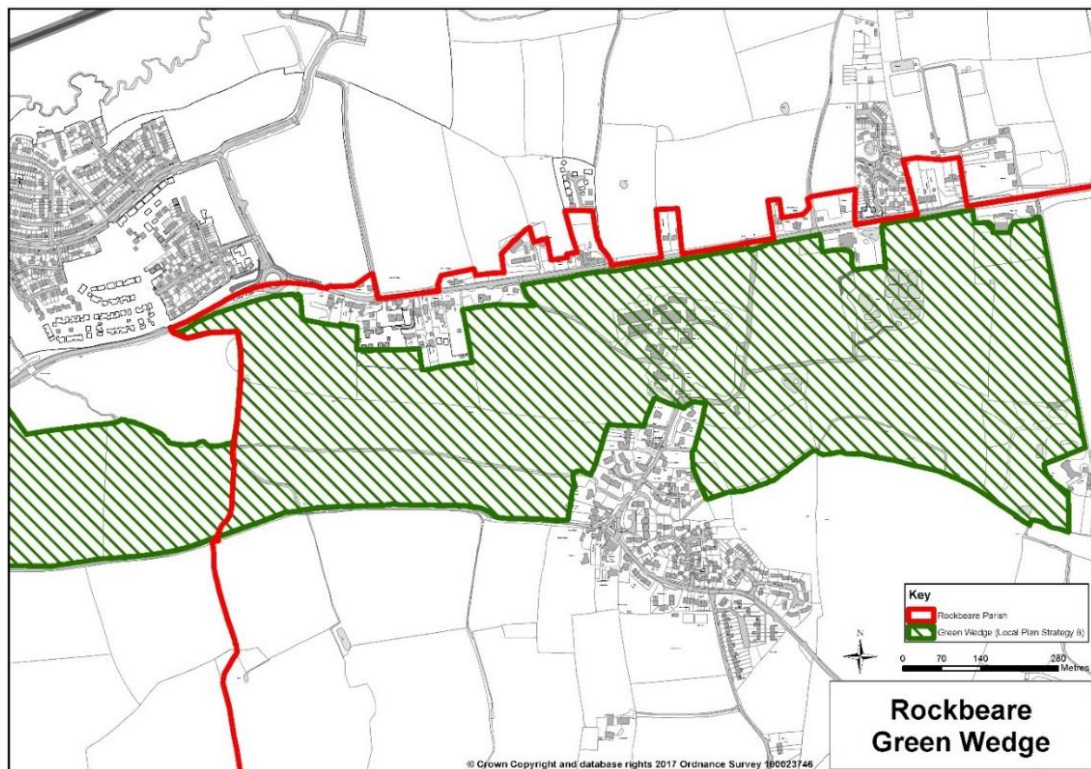 Key
Rockbeare Parish
Green Wedge (Local Plan Strategy 8)
N
0 70 140 280
Metres
Rockbeare
Green Wedge
© Crown Copyright and database rights 2017 Ordnance Survey 100023746